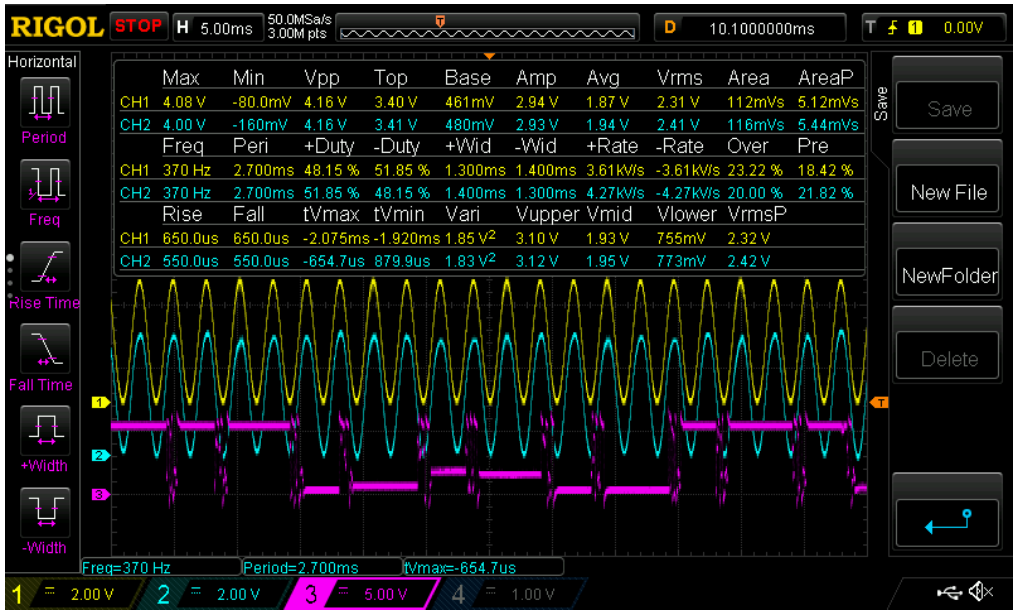 RIGOL STOP H 5.00ms 50.0MSa/s 3.00M pts D 10.1000000ms T 1 0.00V
Horizontal
Period
Freq
Rise Time
Fall Time
+Width
-Width
Max Min Vpp Top Base Amp Avg Vrms Area AreaP
CH1 4.08 V -80.0mV 4.16 V 3.40 V 461mV 2.94 V 1.87 V 2.31 V 112mVs 5.12mVs
CH2 4.00 V -160mV 4.16 V 3.41 V 480mV 2.93 V 1.94 V 2.41 V 116mVs 5.44mVs
Freq Peri +Duty -Duty +Wid -Wid +Rate -Rate Over Pre
CH1 370 Hz 2.700ms 48.15 % 51.85 % 1.300ms 1.400ms 3.61kV/s -3.61kV/s 23.22 % 18.42 %
CH2 370 Hz 2.700ms 51.85 % 48.15 % 1.400ms 1.300ms 4.27kV/s -4.27kV/s 20.00 % 21.82 %
Rise Fall tVmax tVmin Vari Vupper Vmid Vlower VrmsP
CH1 650.0us 650.0us -2.075ms -1.920ms 1.85 V² 3.10 V 1.93 V 755mV 2.32 V
CH2 550.0us 550.0us -654.7us 879.9us 1.83 V² 3.12 V 1.95 V 773mV 2.42 V
T
1
2
3
Save
Save
New File
NewFolder
Delete
Freq=370 Hz Period=2.700ms tVmax=-654.7us
1 = 2.00 V 2 = 2.00 V 3 = 5.00 V 4 = 1.00 V